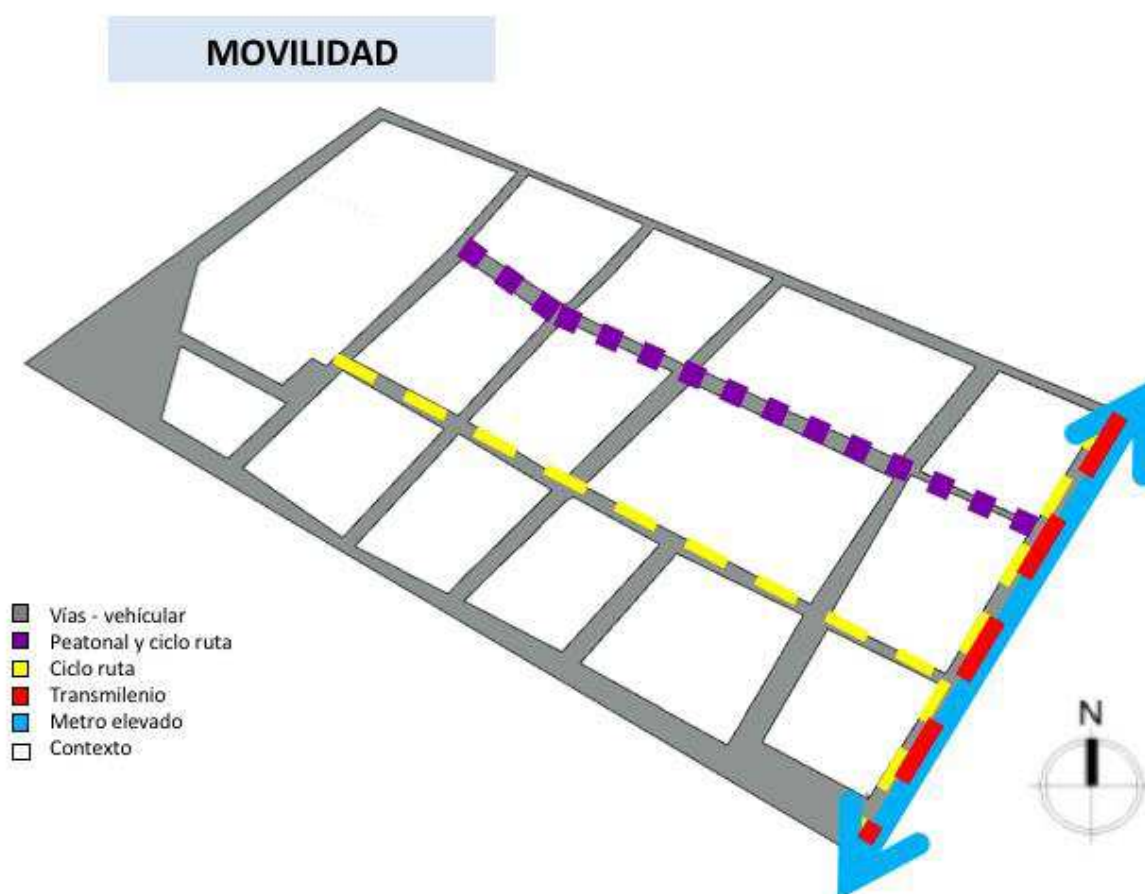 MOVILIDAD
Vías - vehícular
Peatonal y ciclo ruta
Ciclo ruta
Transmilenio
Metro elevado
Contexto
N